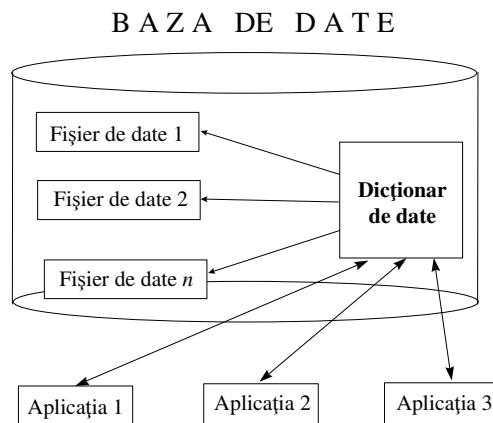 B A Z A DE D A T E
Fişier de date 1
Fişier de date 2
Dicţionar
de date
Fişier de date n
Aplicaţia 1
Aplicaţia 2
Aplicaţia 3